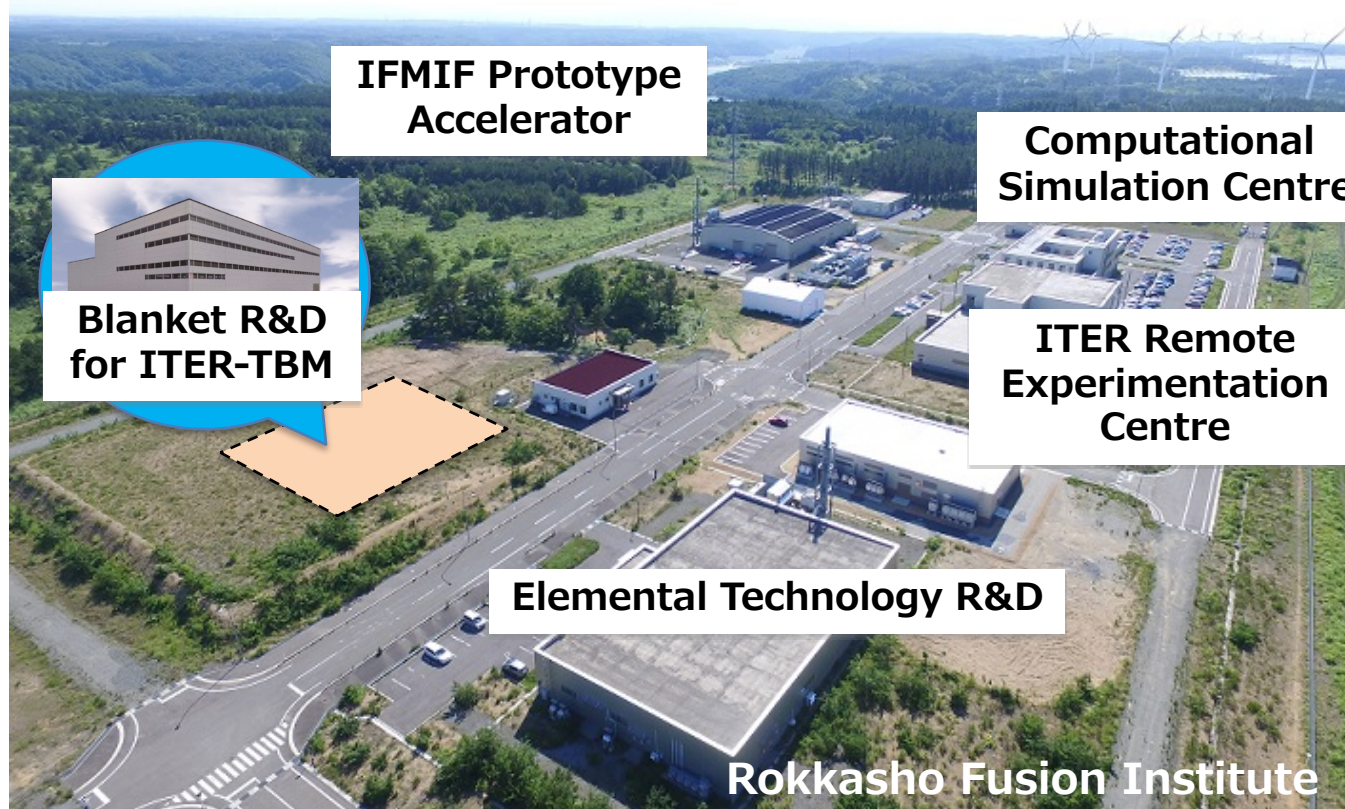 IFMIF Prototype
Accelerator
Computational
Simulation Centre
Blanket R&D
for ITER-TBM
ITER Remote
Experimentation
Centre
Elemental Technology R&D
Rokkasho Fusion Institute